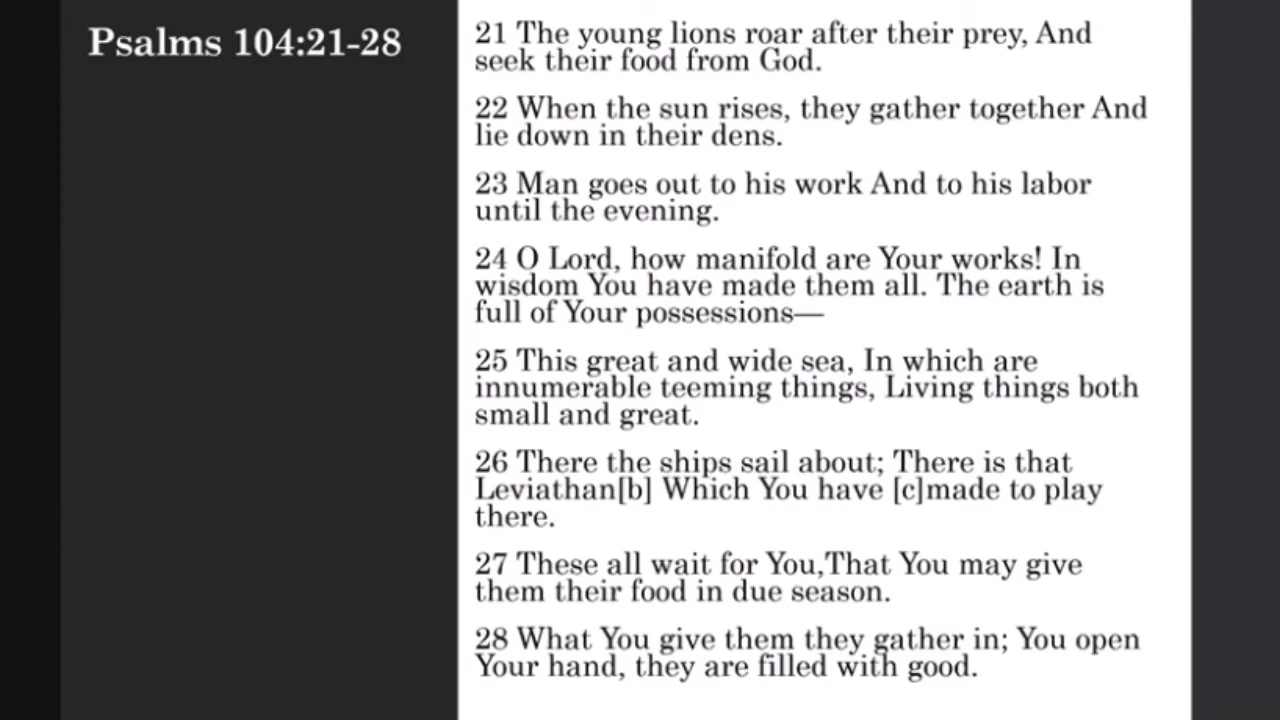 Psalms 104:21-28
21 The young lions roar after their prey, And
seek their food from God.
22 When the sun rises, they gather together And
lie down in their dens.
23 Man goes out to his work And to his labor
until the evening.
24 O Lord, how manifold are Your works! In
wisdom You have made them all. The earth is
full of Your possessions—
25 This great and wide sea, In which are
innumerable teeming things, Living things both
small and great.
26 There the ships sail about; There is that
Leviathan[b] Which You have [c]made to play
there.
27 These all wait for You,That You may give
them their food in due season.
28 What You give them they gather in; You open
Your hand, they are filled with good.